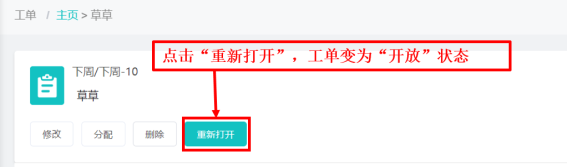 工单 / 主页 > 草草
点击“重新打开”，工单变为“开放”状态
下周/下周-10
草草
修改 分配 删除 重新打开